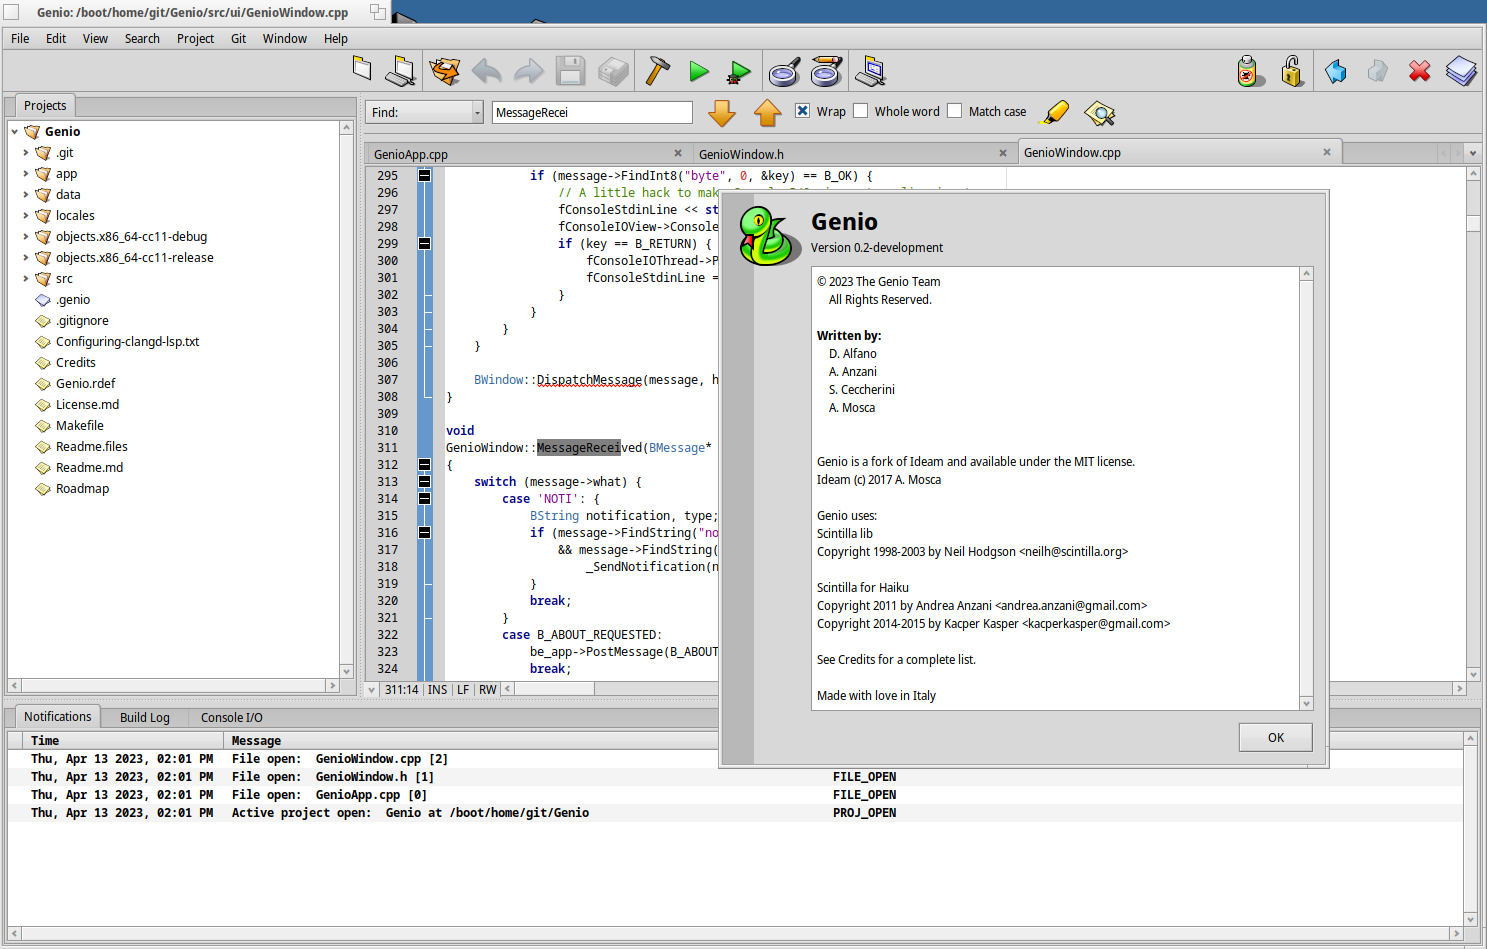 Genio: /boot/home/git/Genio/src/ui/GenioWindow.cpp
File Edit View Search Project Git Window Help
Projects
Genio
.git
app
data
locales
objects.x86_64-cc11-debug
objects.x86_64-cc11-release
src
.genio
.gitignore
Configuring-clangd-lsp.txt
Credits
Genio.rdef
License.md
Makefile
Readme.files
Readme.md
Roadmap
Find: MessageRecei Wrap Whole word Match case
GenioApp.cpp GenioWindow.h GenioWindow.cpp
295 if (message->FindInt8("byte", 0, &key) == B_OK) {
296 // A little hack to mak
297 fConsoleStdinLine << st
298 fConsoleIOView->Console
299 if (key == B_RETURN) {
300 fConsoleIOThread->P
301 fConsoleStdinLine =
302 }
303 }
304 }
305 }
306
307 BWindow::DispatchMessage(message, h
308 }
309
310 void
311 GenioWindow::MessageReceived(BMessage*
312 {
313 switch (message->what) {
314 case 'NOTI': {
315 BString notification, type;
316 if (message->FindString("no
317 && message->FindString(
318 _SendNotification(n
319 }
320 break;
321 }
322 case B_ABOUT_REQUESTED:
323 be_app->PostMessage(B_ABOUT
324 break;
311:14 INS LF RW
Genio
Version 0.2-development
© 2023 The Genio Team
All Rights Reserved.
Written by:
D. Alfano
A. Anzani
S. Ceccherini
A. Mosca
Genio is a fork of Ideam and available under the MIT license.
Ideam (c) 2017 A. Mosca
Genio uses:
Scintilla lib
Copyright 1998-2003 by Neil Hodgson <neilh@scintilla.org>
Scintilla for Haiku
Copyright 2011 by Andrea Anzani <andrea.anzani@gmail.com>
Copyright 2014-2015 by Kacper Kasper <kacperkasper@gmail.com>
See Credits for a complete list.
Made with love in Italy
OK
Notifications Build Log Console I/O
Time Message
Thu, Apr 13 2023, 02:01 PM File open: GenioWindow.cpp [2]
Thu, Apr 13 2023, 02:01 PM File open: GenioWindow.h [1] FILE_OPEN
Thu, Apr 13 2023, 02:01 PM File open: GenioApp.cpp [0] FILE_OPEN
Thu, Apr 13 2023, 02:01 PM Active project open: Genio at /boot/home/git/Genio PROJ_OPEN